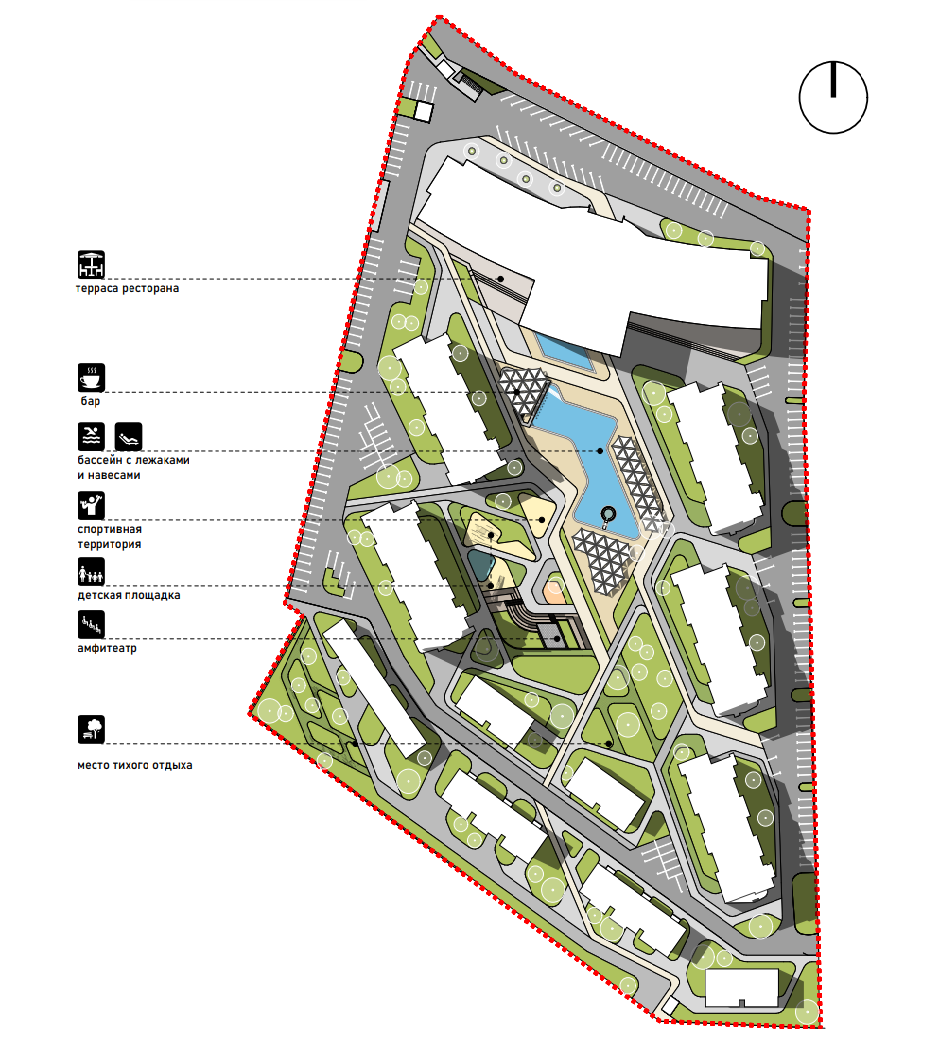 терраса ресторана
бар
бассейн с лежаками
и навесами
спортивная
территория
детская площадка
амфитеатр
место тихого отдыха